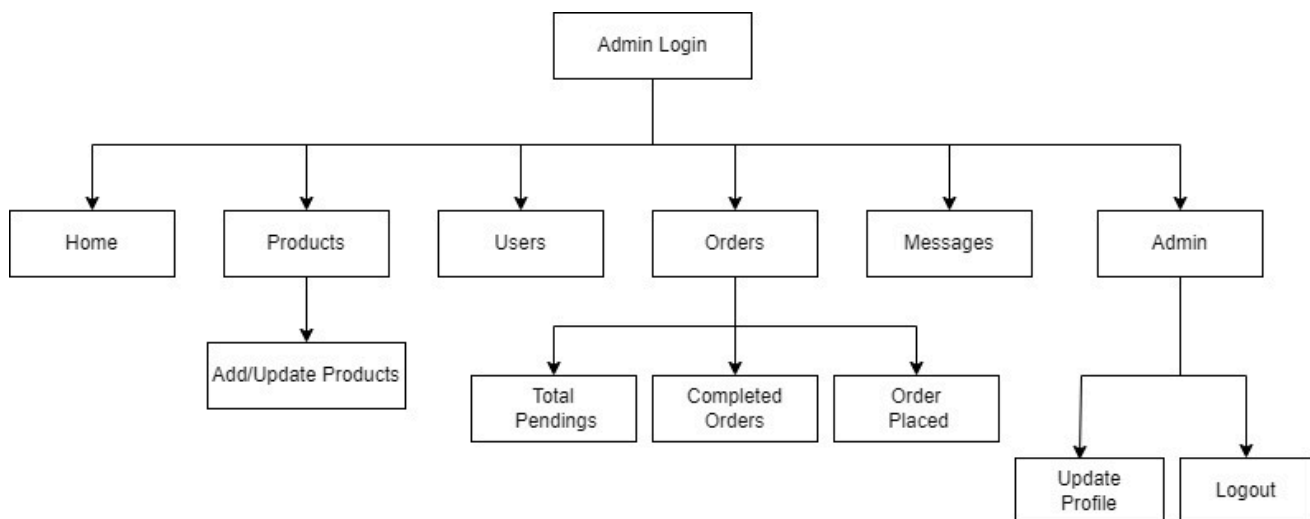 Admin Login
Home
Products
Users
Orders
Messages
Admin
Add/Update Products
Total
Pendings
Completed
Orders
Order
Placed
Update
Profile
Logout